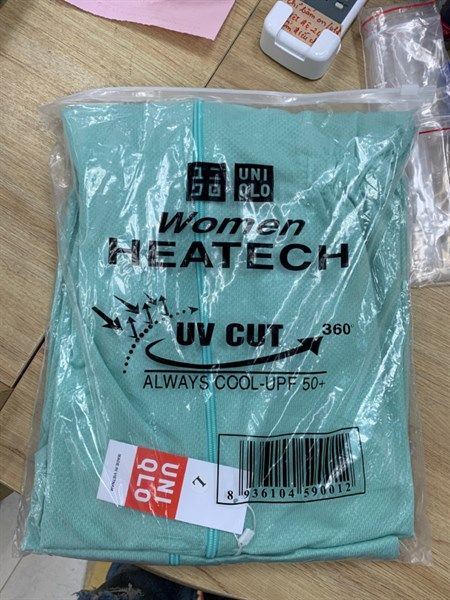 ユニ
クロ
UNI
QLO
Women
HEATECH
UV CUT
360°
ALWAYS COOL-UPF 50+
UNI
QLO
L
8 936104 590012